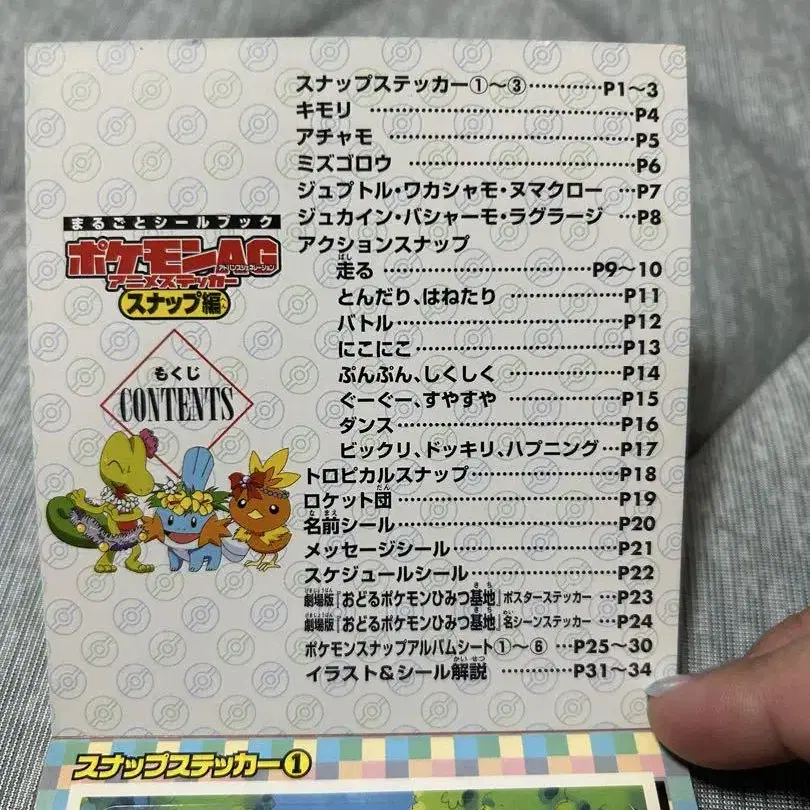 まるごとシールブック
ポケモンAG
アドバンスジェネレーション
アニメステッカー
スナップ編
もくじ
CONTENTS
スナップステッカー①～③…………P1～3
キモリ…………P4
アチャモ…………P5
ミズゴロウ…………P6
ジュプトル・ワカシャモ・ヌマクロー…P7
ジュカイン・バシャーモ・ラグラージ…P8
アクションスナップ
走る…………P9～10
とんだり、はねたり…………P11
バトル…………P12
にこにこ…………P13
ぷんぷん、しくしく…………P14
ぐーぐー、すやすや…………P15
ダンス…………P16
ビックリ、ドッキリ、ハプニング…P17
トロピカルスナップ…………P18
ロケット団…………P19
名前シール…………P20
メッセージシール…………P21
スケジュールシール…………P22
劇場版『おどるポケモンひみつ基地』ポスターステッカー…P23
劇場版『おどるポケモンひみつ基地』名シーンステッカー…P24
ポケモンスナップアルバムシート①～⑥…P25～30
イラスト＆シール解説…………P31～34
スナップステッカー①